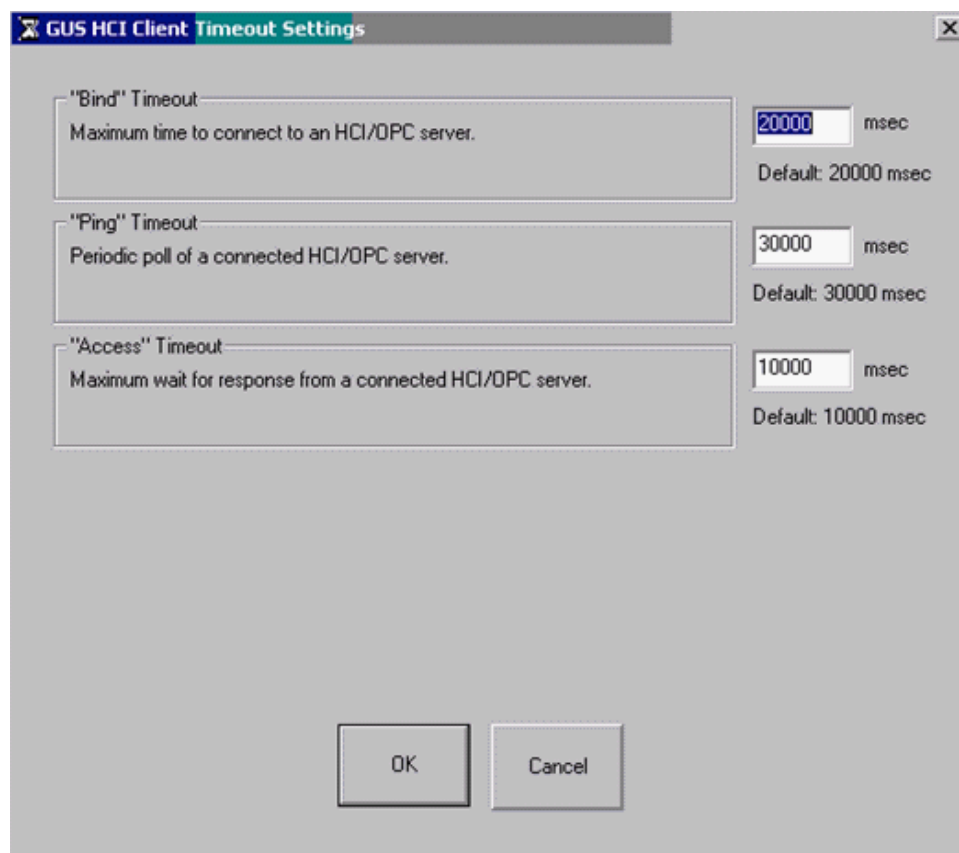 GUS HCI Client Timeout Settings
"Bind" Timeout
Maximum time to connect to an HCI/OPC server.
20000 msec
Default: 20000 msec
"Ping" Timeout
Periodic poll of a connected HCI/OPC server.
30000 msec
Default: 30000 msec
"Access" Timeout
Maximum wait for response from a connected HCI/OPC server.
10000 msec
Default: 10000 msec
OK
Cancel